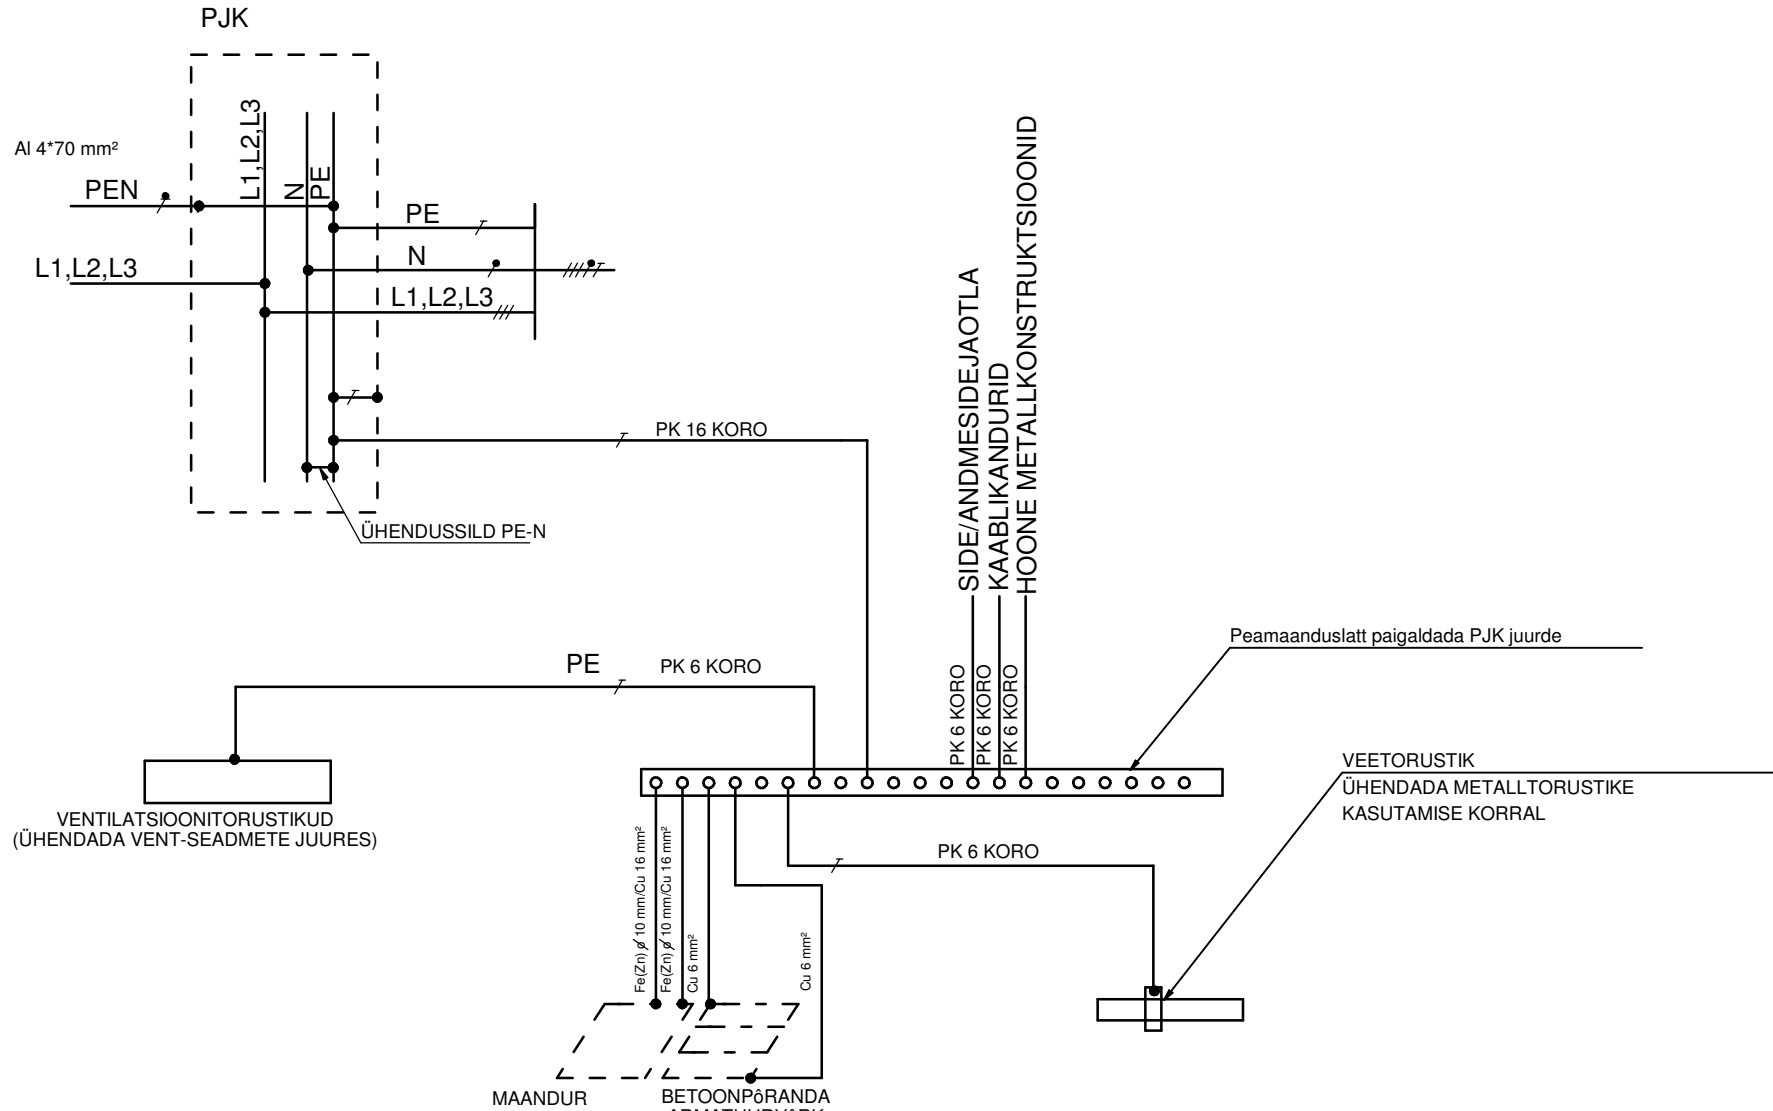 PJK
Al 4*70 mm²
L1,L2,L3
N
PE
PEN
PE
N
L1,L2,L3
L1,L2,L3
PK 16 KORO
ÜHENDUSSILD PE-N
SIDE/ANDMESIDEJAOTLA
KAABLIKANDURID
HOONE METALLKONSTRUKTSIOONID
PK 6 KORO
PK 6 KORO
PK 6 KORO
Peamaanduslatt paigaldada PJK juurde
PE
PK 6 KORO
VENTILATSIOONITORUSTIKUD
(ÜHENDADA VENT-SEADMETE JUURES)
VEETORUSTIK
ÜHENDADA METALLTORUSTIKE
KASUTAMISE KORRAL
PK 6 KORO
Fe(Zn) ø 10 mm/Cu 16 mm²
Fe(Zn) ø 10 mm/Cu 16 mm²
Cu 6 mm²
Cu 6 mm²
MAANDUR
BETOONPôRANDA